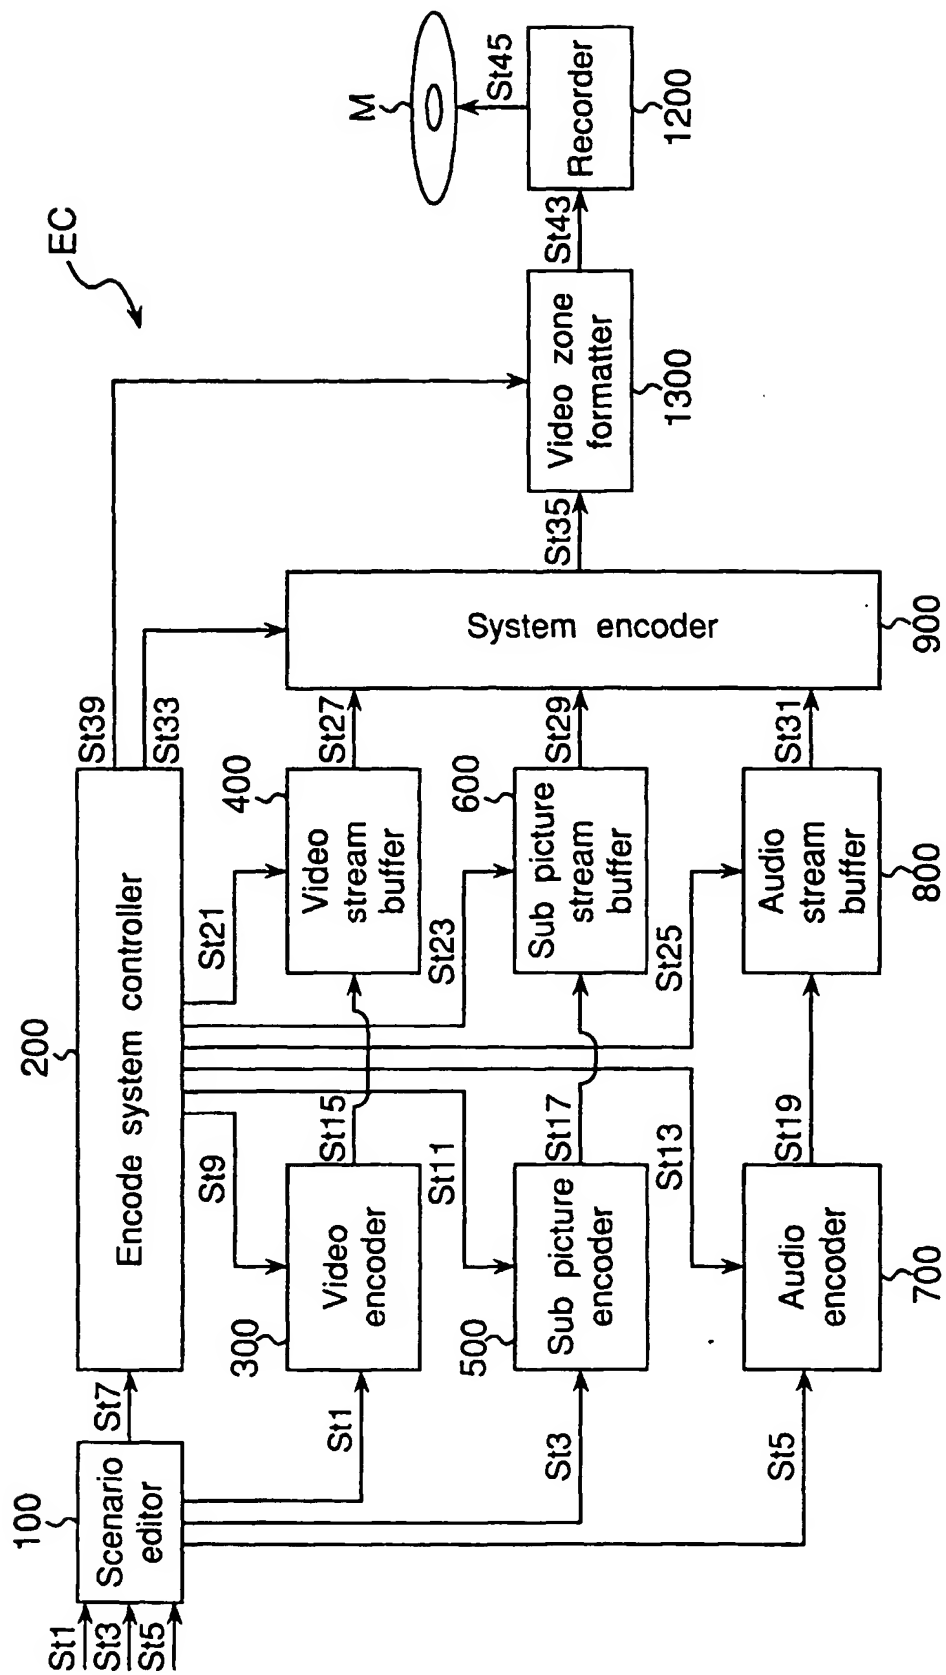 EC
M
St45
Recorder
1200
St43
Video zone
formatter
1300
St35
System encoder
900
St39
St33
200
Encode system controller
St7
100
Scenario
editor
St1
St3
St5
St21
400
Video
stream
buffer
St27
St9
300
Video
encoder
St15
St1
St23
600
Sub picture
stream
buffer
St29
St11
500
Sub picture
encoder
St17
St3
St25
Audio
stream
buffer
800
St31
St13
Audio
encoder
700
St19
St5